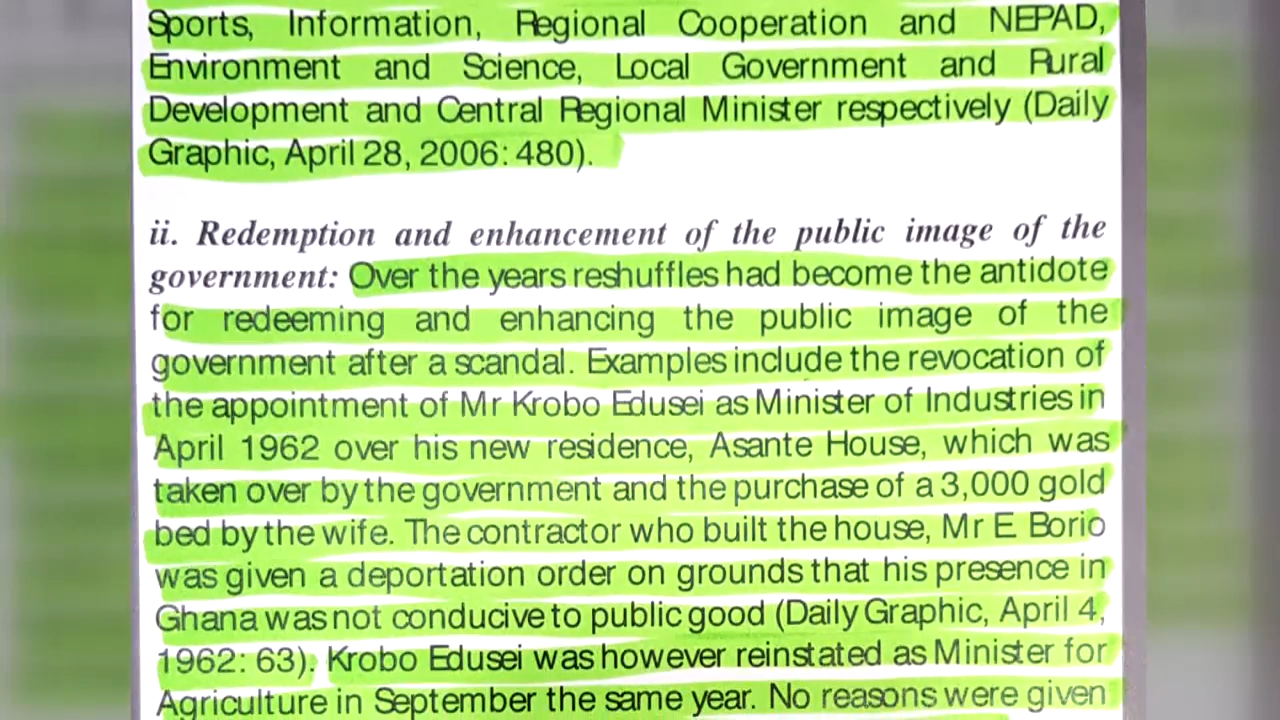 Sports, Information, Regional Cooperation and NEPAD,
Environment and Science, Local Government and Rural
Development and Central Regional Minister respectively (Daily
Graphic, April 28, 2006: 480).
ii. Redemption and enhancement of the public image of the
government: Over the years reshuffles had become the antidote
for redeeming and enhancing the public image of the
government after a scandal. Examples include the revocation of
the appointment of Mr Krobo Edusei as Minister of Industries in
April 1962 over his new residence, Asante House, which was
taken over by the government and the purchase of a 3,000 gold
bed by the wife. The contractor who built the house, Mr E Borio
was given a deportation order on grounds that his presence in
Ghana was not conducive to public good (Daily Graphic, April 4,
1962: 63). Krobo Edusei was however reinstated as Minister for
Agriculture in September the same year. No reasons were given